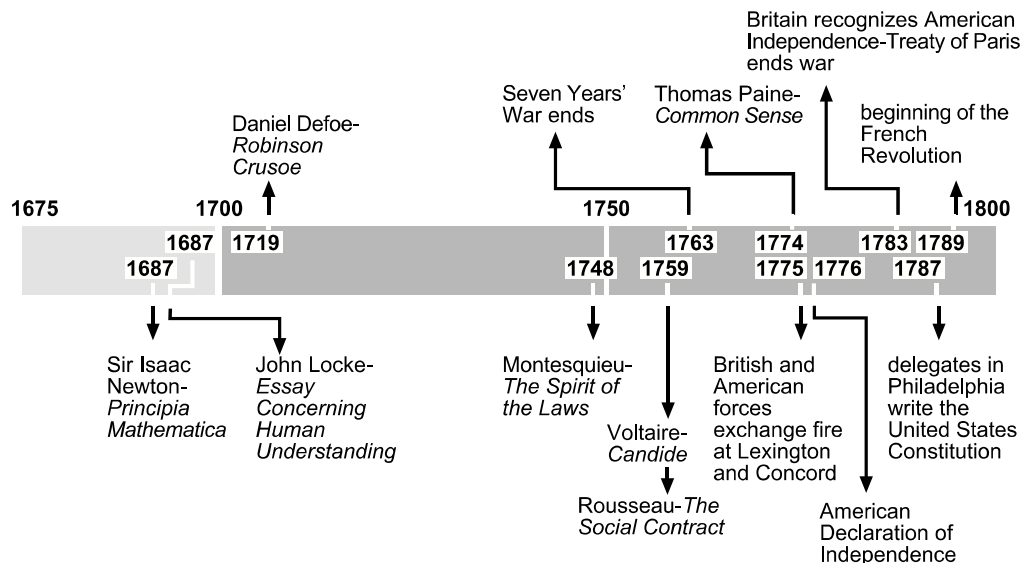 Britain recognizes American
Independence-Treaty of Paris
ends war
Seven Years'
War ends
Thomas Paine-
Common Sense
beginning of the
French
Revolution
Daniel Defoe-
Robinson
Crusoe
1675
1700
1750
1800
1687
1719
1763
1774
1783
1789
1687
1748
1759
1775
1776
1787
Sir Isaac
Newton-
Principia
Mathematica
John Locke-
Essay
Concerning
Human
Understanding
Montesquieu-
The Spirit of
the Laws
Voltaire-
Candide
Rousseau-The
Social Contract
British and
American
forces
exchange fire
at Lexington
and Concord
American
Declaration of
Independence
delegates in
Philadelphia
write the
United States
Constitution